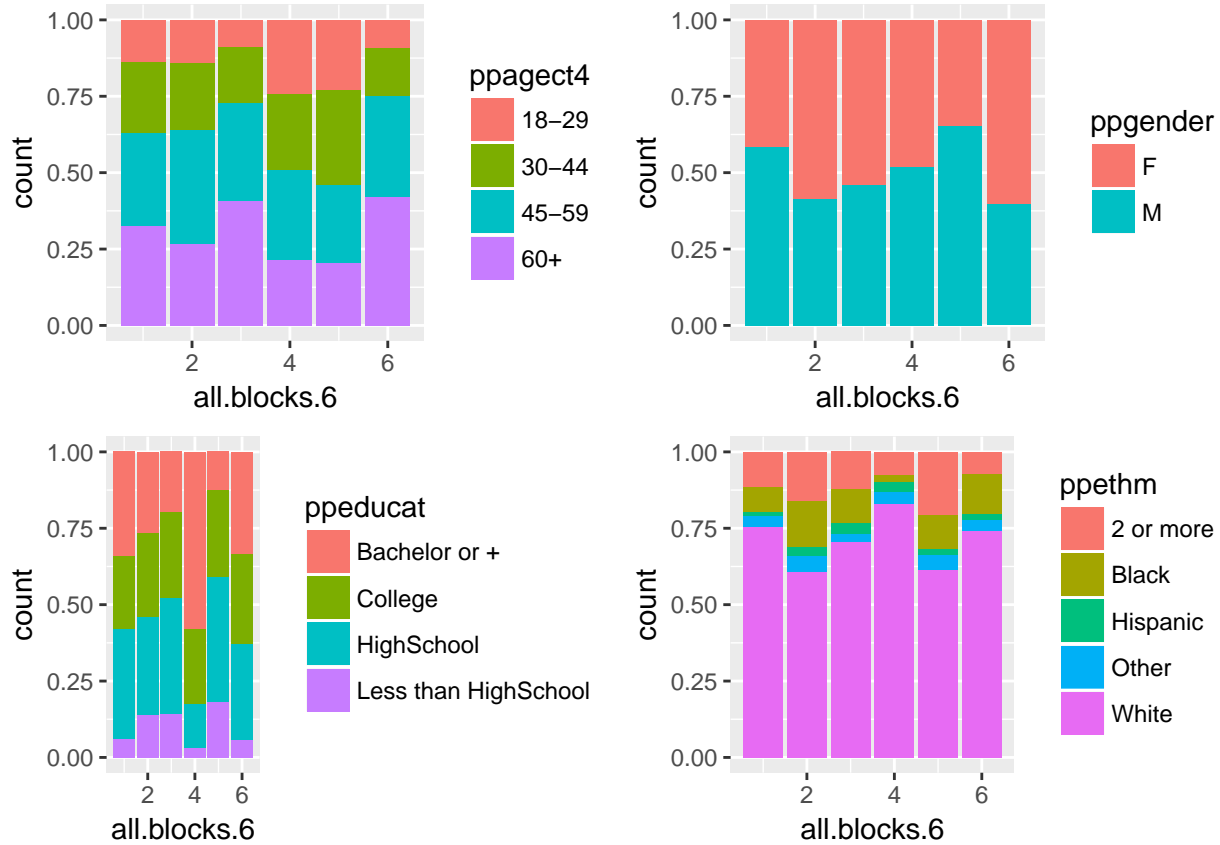 1.00
0.75
0.50
0.25
0.00
count
2 4 6
all.blocks.6
ppagect4
18−29
30−44
45−59
60+
1.00
0.75
0.50
0.25
0.00
count
2 4 6
all.blocks.6
ppgender
F
M
1.00
0.75
0.50
0.25
0.00
count
2 4 6
all.blocks.6
ppeducat
Bachelor or +
College
HighSchool
Less than HighSchool
1.00
0.75
0.50
0.25
0.00
count
2 4 6
all.blocks.6
ppethm
2 or more
Black
Hispanic
Other
White